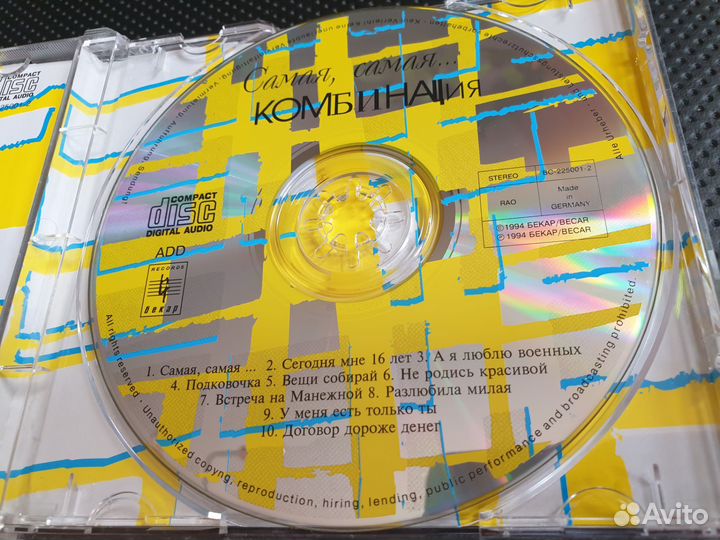 Самая, самая...
КОМБИНАЦИЯ
COMPACT
disc
DIGITAL AUDIO
ADD
RECORDS
бекар
STEREO
BC-225001-2
RAO
Made
in
GERMANY
© 1994 БЕКАР/BECAR
℗ 1994 БЕКАР/BECAR
1. Самая, самая ... 2. Сегодня мне 16 лет 3. А я люблю военных
4. Подковочка 5. Вещи собирай 6. Не родись красивой
7. Встреча на Манежной 8. Разлюбила милая
9. У меня есть только ты
10. Договор дороже денег
All rights reserved · Unauthorized copyng, reproduction, hiring, lending, public performance and broadcasting prohibited.
Alle Urheber
COMPACT
disc
DIGITAL AUDIO
Avito